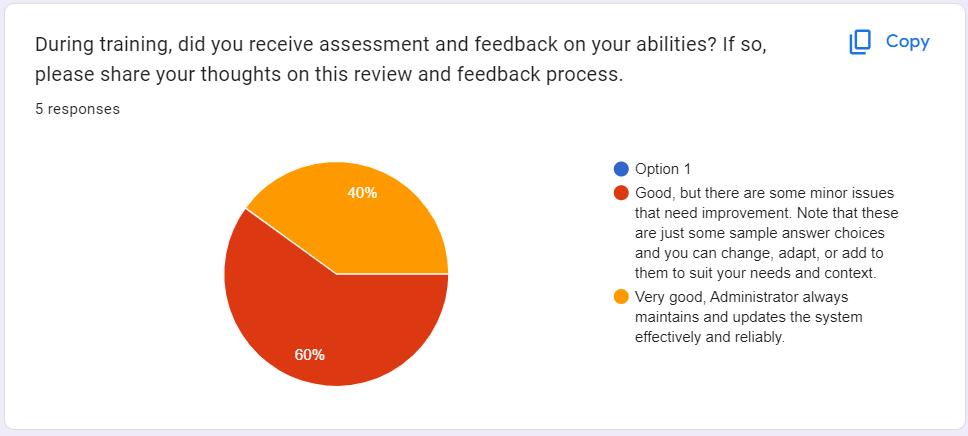 During training, did you receive assessment and feedback on your abilities? If so,
please share your thoughts on this review and feedback process.
Copy
5 responses
40%
60%
Option 1
Good, but there are some minor issues
that need improvement. Note that these
are just some sample answer choices
and you can change, adapt, or add to
them to suit your needs and context.
Very good, Administrator always
maintains and updates the system
effectively and reliably.